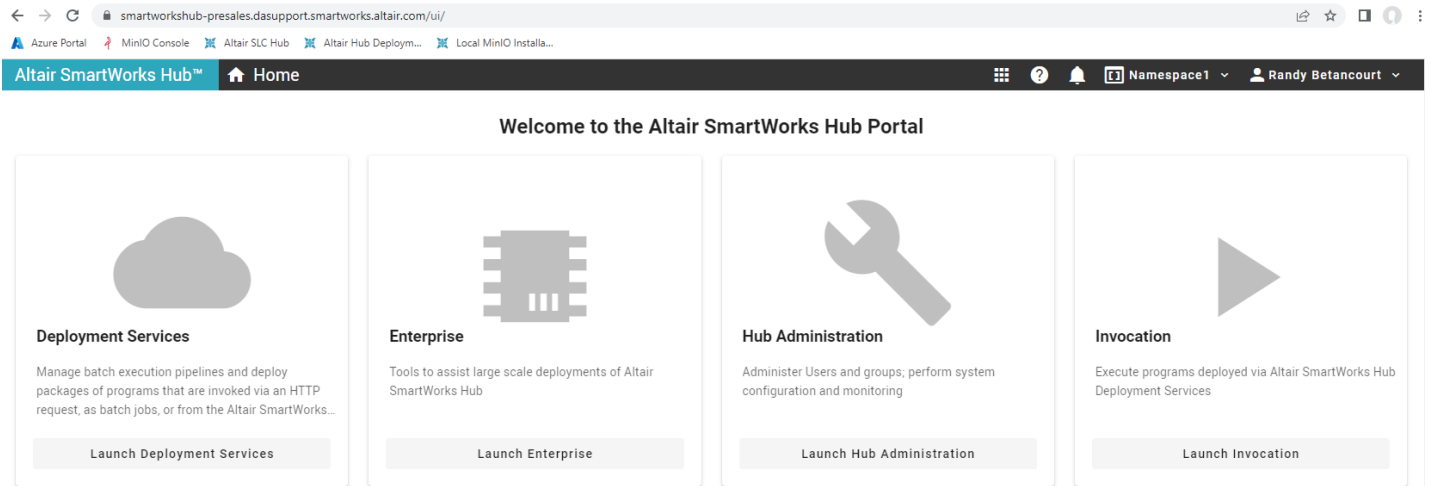 smartworkshub-presales.dasupport.smartworks.altair.com/ui/
Azure Portal MinIO Console Altair SLC Hub Altair Hub Deploym... Local MinIO Installa...
Altair SmartWorks Hub™ Home Namespace1 Randy Betancourt
Welcome to the Altair SmartWorks Hub Portal
Deployment Services
Manage batch execution pipelines and deploy
packages of programs that are invoked via an HTTP
request, as batch jobs, or from the Altair SmartWorks...
Launch Deployment Services
Enterprise
Tools to assist large scale deployments of Altair
SmartWorks Hub
Launch Enterprise
Hub Administration
Administer Users and groups; perform system
configuration and monitoring
Launch Hub Administration
Invocation
Execute programs deployed via Altair SmartWorks Hub
Deployment Services
Launch Invocation